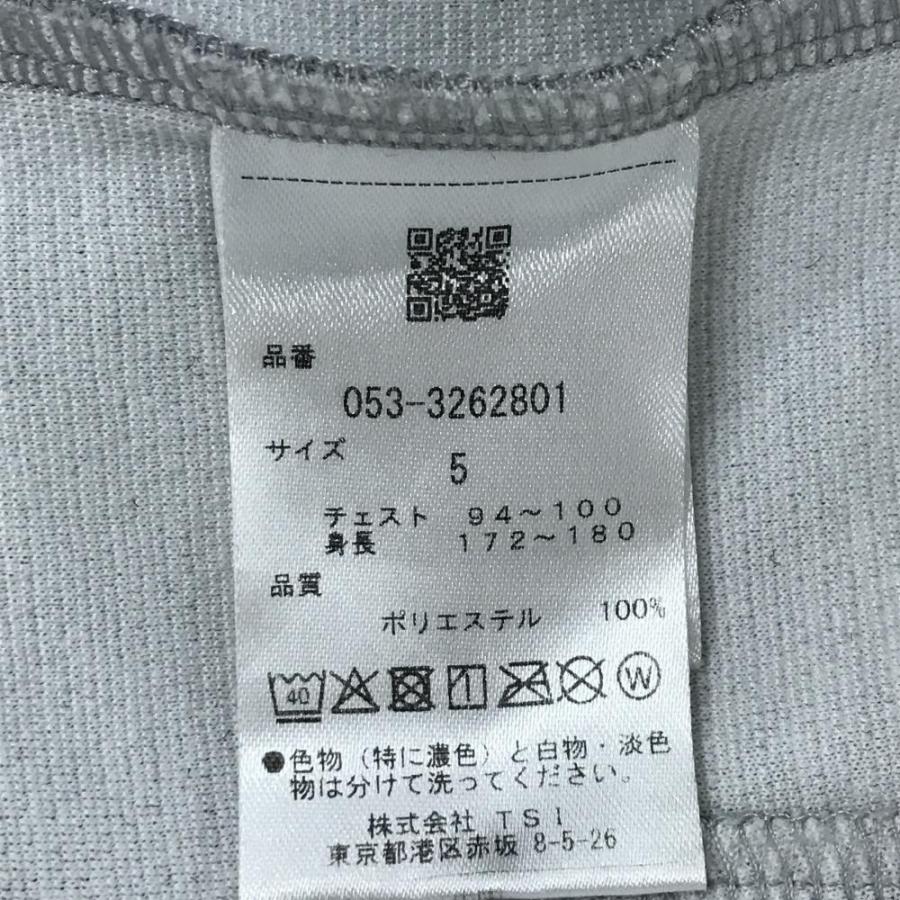 品番
053-3262801
サイズ
5
チェスト 94～100
身長 172～180
品質
ポリエステル 100%
40
W
●色物（特に濃色）と白物・淡色
物は分けて洗ってください。
株式会社 TSI
東京都港区赤坂 8-5-26